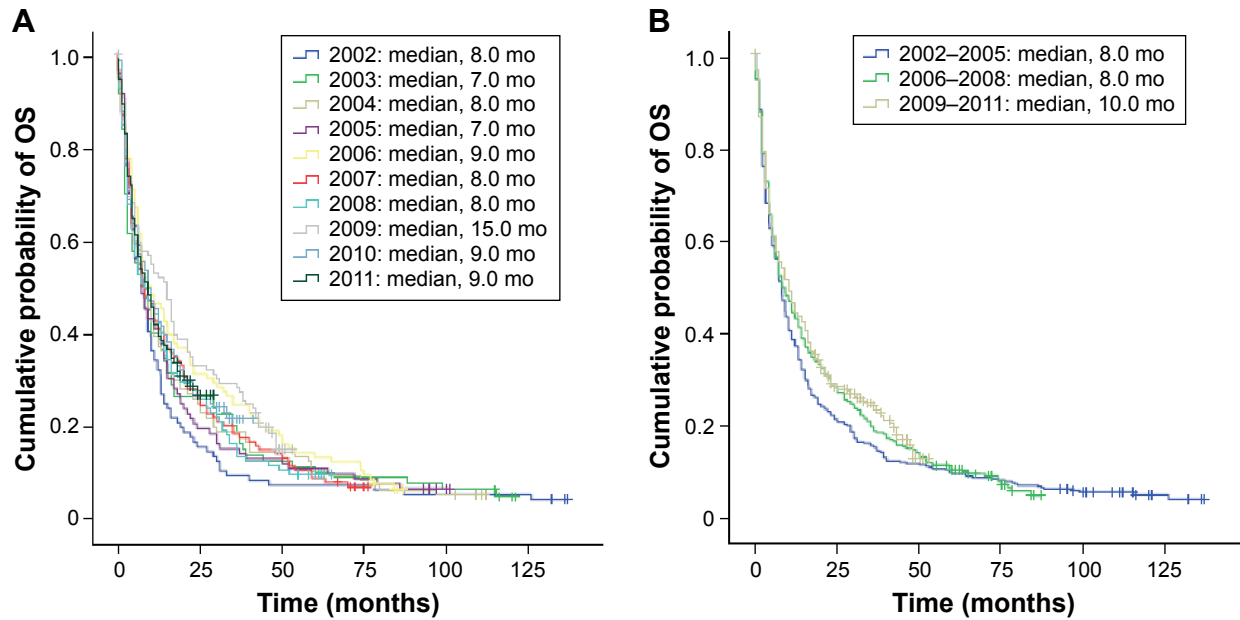 A
Cumulative probability of OS
1.0
0.8
0.6
0.4
0.2
0
0 25 50 75 100 125
Time (months)
2002: median, 8.0 mo
2003: median, 7.0 mo
2004: median, 8.0 mo
2005: median, 7.0 mo
2006: median, 9.0 mo
2007: median, 8.0 mo
2008: median, 8.0 mo
2009: median, 15.0 mo
2010: median, 9.0 mo
2011: median, 9.0 mo
B
Cumulative probability of OS
1.0
0.8
0.6
0.4
0.2
0
0 25 50 75 100 125
Time (months)
2002–2005: median, 8.0 mo
2006–2008: median, 8.0 mo
2009–2011: median, 10.0 mo